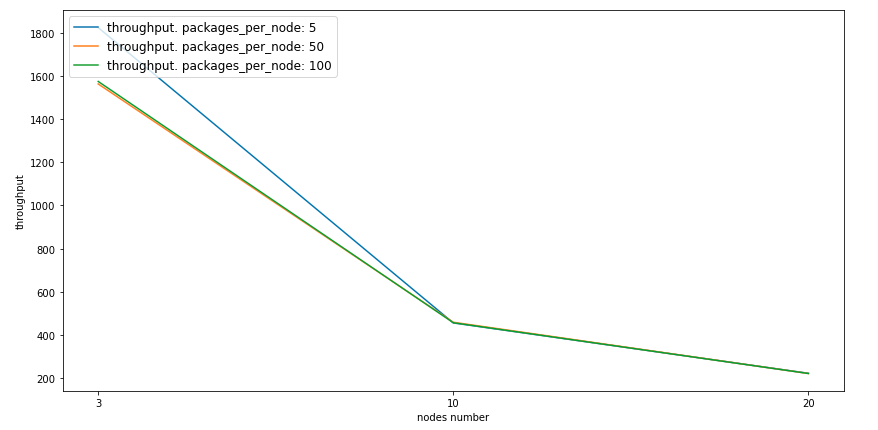 throughput. packages_per_node: 5
throughput. packages_per_node: 50
throughput. packages_per_node: 100
1800
1600
1400
1200
1000
800
600
400
200
throughput
3
10
20
nodes number